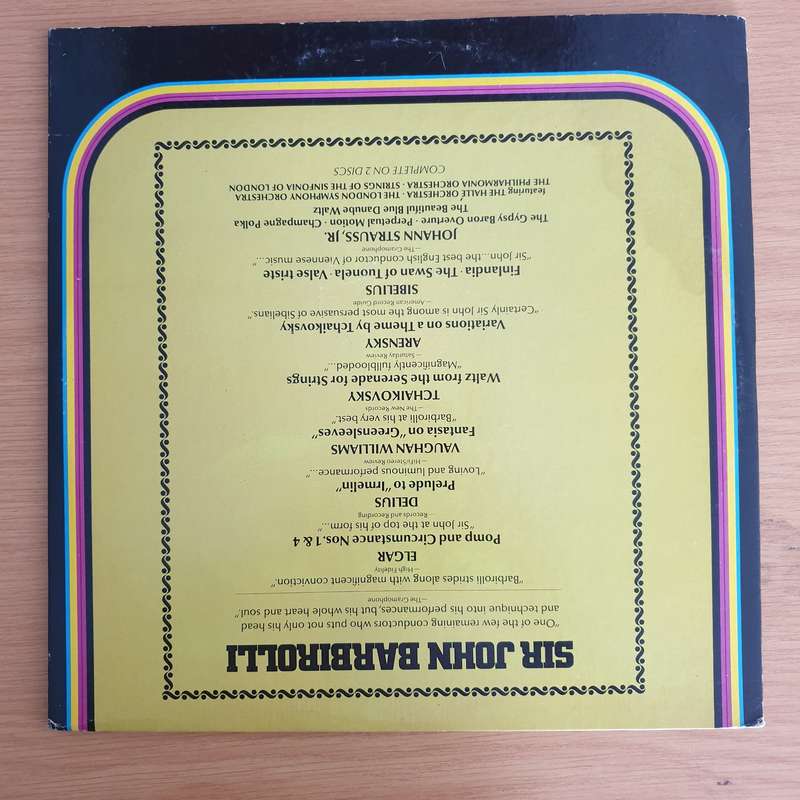 SIR JOHN BARBIROLLI
"One of the few remaining conductors who puts not only his head
and technique into his performances, but his whole heart and soul."
—The Gramophone
"Barbirolli strides along with magnificent conviction."
—High Fidelity
ELGAR
Pomp and Circumstance Nos. 1 & 4
"Sir John at the top of his form..."
—Records and Recording
DELIUS
Prelude to "Irmelin"
"Loving and luminous performance..."
—HiFi/Stereo Review
VAUGHAN WILLIAMS
Fantasia on "Greensleeves"
"Barbirolli at his very best."
—The New Records
TCHAIKOVSKY
Waltz from the Serenade for Strings
"Magnificently fullblooded..."
—Saturday Review
ARENSKY
Variations on a Theme by Tchaikovsky
"Certainly Sir John is among the most persuasive of Sibelians."
—American Record Guide
SIBELIUS
Finlandia · The Swan of Tuonela · Valse triste
"Sir John...the best English conductor of Viennese music..."
—The Gramophone
JOHANN STRAUSS, JR.
The Gypsy Baron Overture · Perpetual Motion · Champagne Polka
The Beautiful Blue Danube Waltz
featuring THE HALLE ORCHESTRA · THE LONDON SYMPHONY ORCHESTRA
THE PHILHARMONIA ORCHESTRA · STRINGS OF THE SINFONIA OF LONDON
COMPLETE ON 2 DISCS